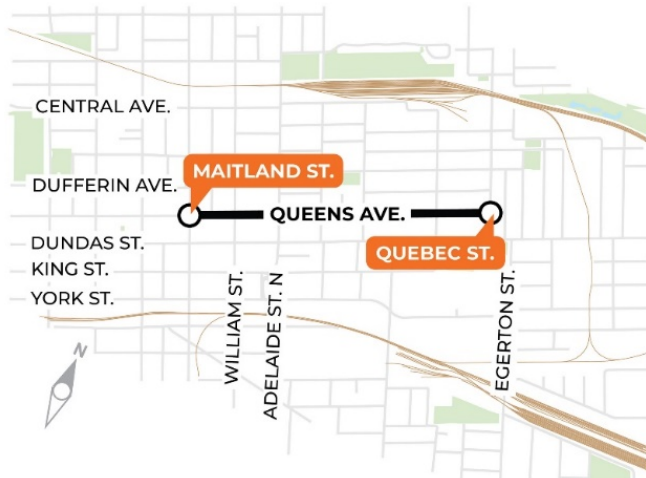 CENTRAL AVE.
MAITLAND ST.
DUFFERIN AVE.
QUEENS AVE.
DUNDAS ST.
QUEBEC ST.
KING ST.
YORK ST.
WILLIAM ST.
ADELAIDE ST. N
EGERTON ST.
N